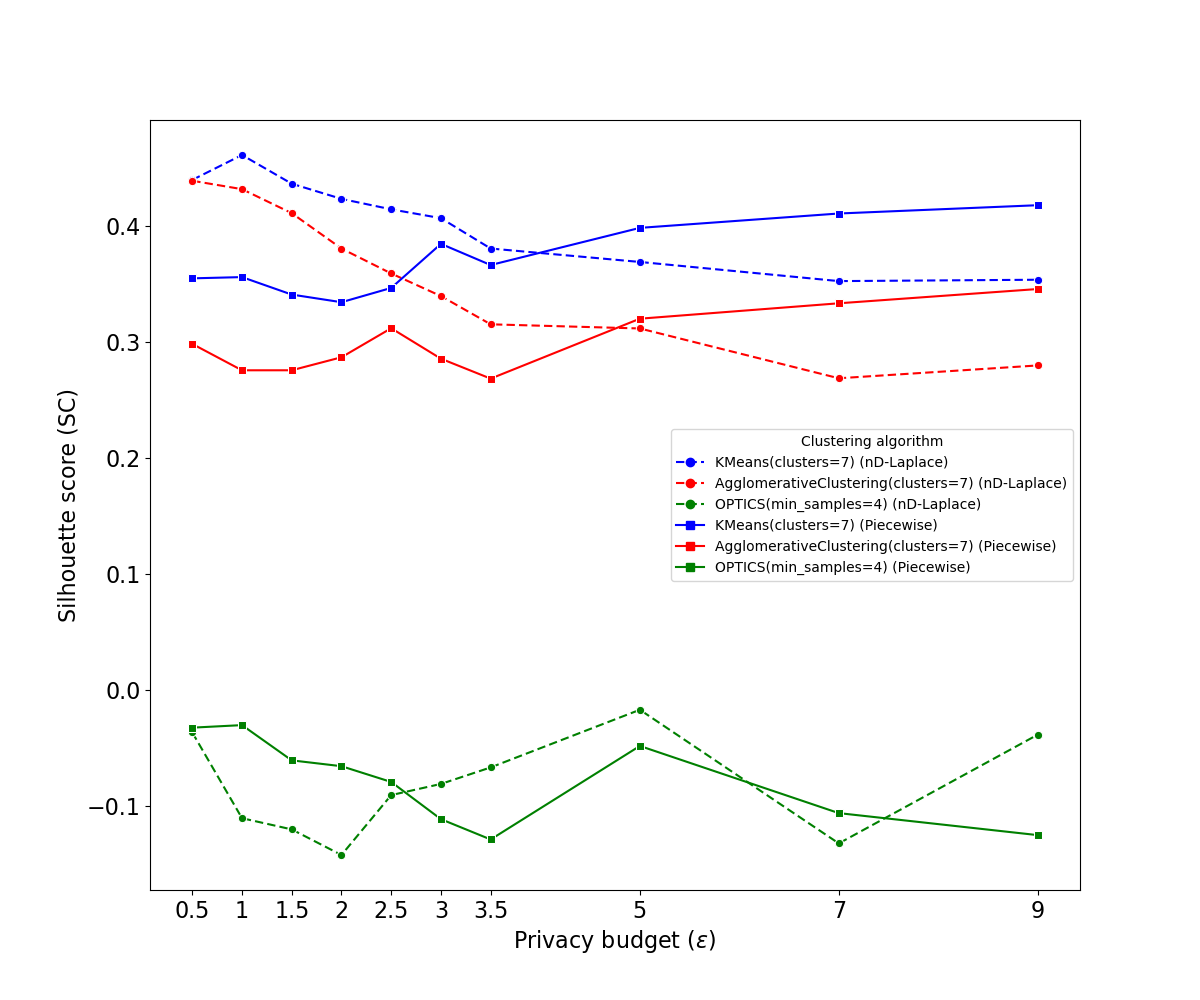 0.4
0.3
0.2
0.1
0.0
−0.1
Silhouette score (SC)
Clustering algorithm
KMeans(clusters=7) (nD-Laplace)
AgglomerativeClustering(clusters=7) (nD-Laplace)
OPTICS(min_samples=4) (nD-Laplace)
KMeans(clusters=7) (Piecewise)
AgglomerativeClustering(clusters=7) (Piecewise)
OPTICS(min_samples=4) (Piecewise)
0.5 1 1.5 2 2.5 3 3.5 5 7 9
Privacy budget (ε)